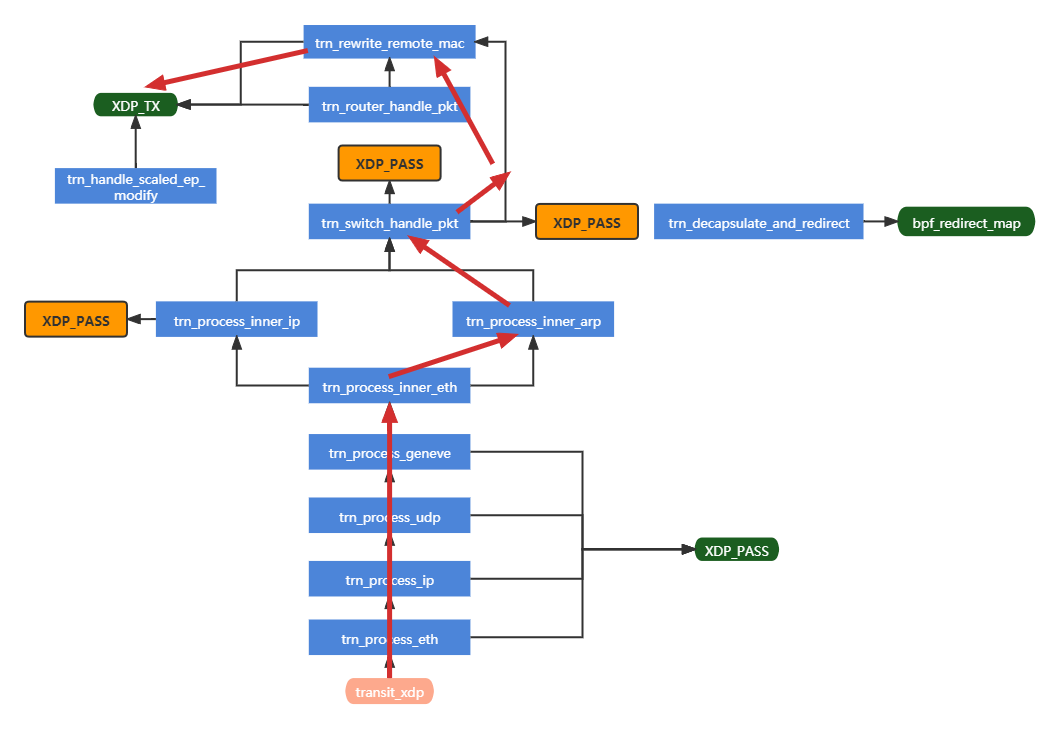 trn_rewrite_remote_mac
XDP_TX
trn_router_handle_pkt
XDP_PASS
trn_handle_scaled_ep_
modify
trn_switch_handle_pkt
XDP_PASS
trn_decapsulate_and_redirect
bpf_redirect_map
XDP_PASS
trn_process_inner_ip
trn_process_inner_arp
trn_process_inner_eth
trn_process_geneve
trn_process_udp
XDP_PASS
trn_process_ip
trn_process_eth
transit_xdp